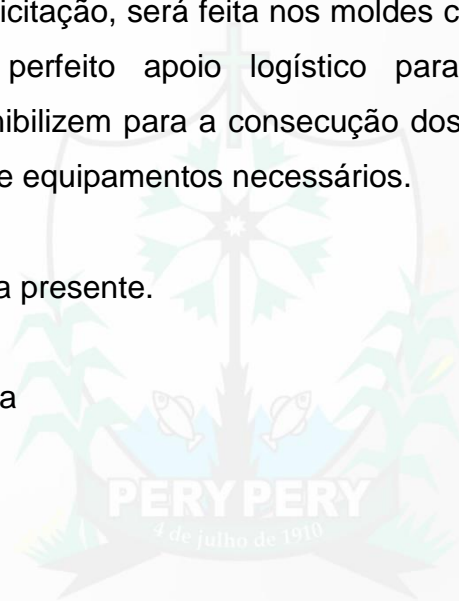 icitação, será feita nos moldes c
perfeito apoio logístico para
nibilizem para a consecução dos
e equipamentos necessários.
a presente.
a
PERY PERY
4 de julho de 1910